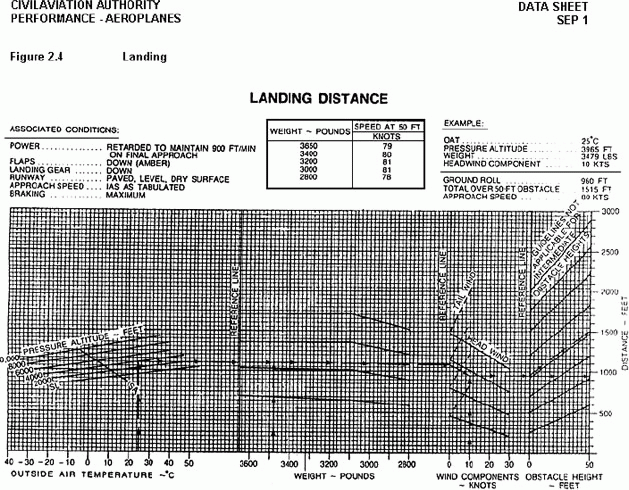 CIVILAVIATION AUTHORITY
PERFORMANCE - AEROPLANES
DATA SHEET
SEP 1
Figure 2.4 Landing
LANDING DISTANCE
ASSOCIATED CONDITIONS:
POWER RETARDED TO MAINTAIN 900 FT/MIN
ON FINAL APPROACH
FLAPS DOWN (AMBER)
LANDING GEAR DOWN
RUNWAY PAVED, LEVEL, DRY SURFACE
APPROACH SPEED IAS AS TABULATED
BRAKING MAXIMUM
WEIGHT ~ POUNDS SPEED AT 50 FT
KNOTS
3650 79
3400 80
3200 81
3000 81
2800 78
EXAMPLE:
OAT 25°C
PRESSURE ALTITUDE 3965 FT
WEIGHT 3479 LBS
HEADWIND COMPONENT 10 KTS
GROUND ROLL 960 FT
TOTAL OVER 50-FT OBSTACLE 1515 FT
APPROACH SPEED 80 KTS
REFERENCE LINE
REFERENCE LINE
TAIL WIND
HEAD WIND
REFERENCE LINE
GUIDELINES NOT
APPLICABLE FOR
INTERMEDIATE
OBSTACLE HEIGHTS
PRESSURE ALTITUDE - FEET
8000
6000
4000
2000
SL
ISA
3000
2500
2000
1500
1000
500
DISTANCE ~ FEET
40 -30 -20 -10 0 10 20 30 40 50
OUTSIDE AIR TEMPERATURE ~°C
3600 3400 3200 3000 2800
WEIGHT ~ POUNDS
0 10 20 30
WIND COMPONENTS
~ KNOTS
0 50
OBSTACLE HEIGHT
~ FEET